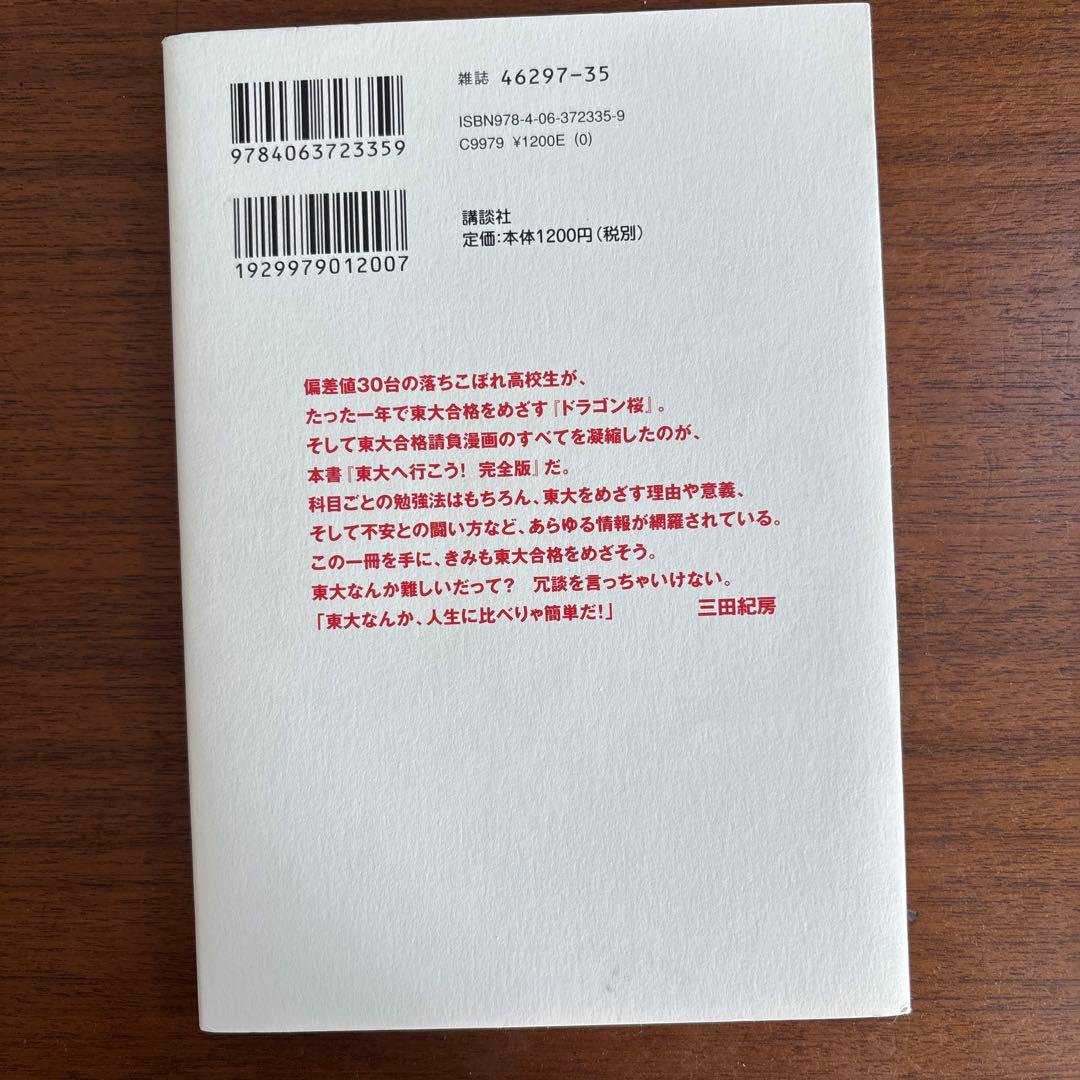 雑誌 46297-35
ISBN978-4-06-372335-9
C9979 ¥1200E (0)
9784063723359
講談社
定価:本体1200円(税別)
1929979012007
偏差値30台の落ちこぼれ高校生が、
たった一年で東大合格をめざす『ドラゴン桜』。
そして東大合格請負漫画のすべてを凝縮したのが、
本書『東大へ行こう! 完全版』だ。
科目ごとの勉強法はもちろん、東大をめざす理由や意義、
そして不安との闘い方など、あらゆる情報が網羅されている。
この一冊を手に、きみも東大合格をめざそう。
東大なんか難しいだって? 冗談を言っちゃいけない。
「東大なんか、人生に比べりゃ簡単だ!」 三田紀房